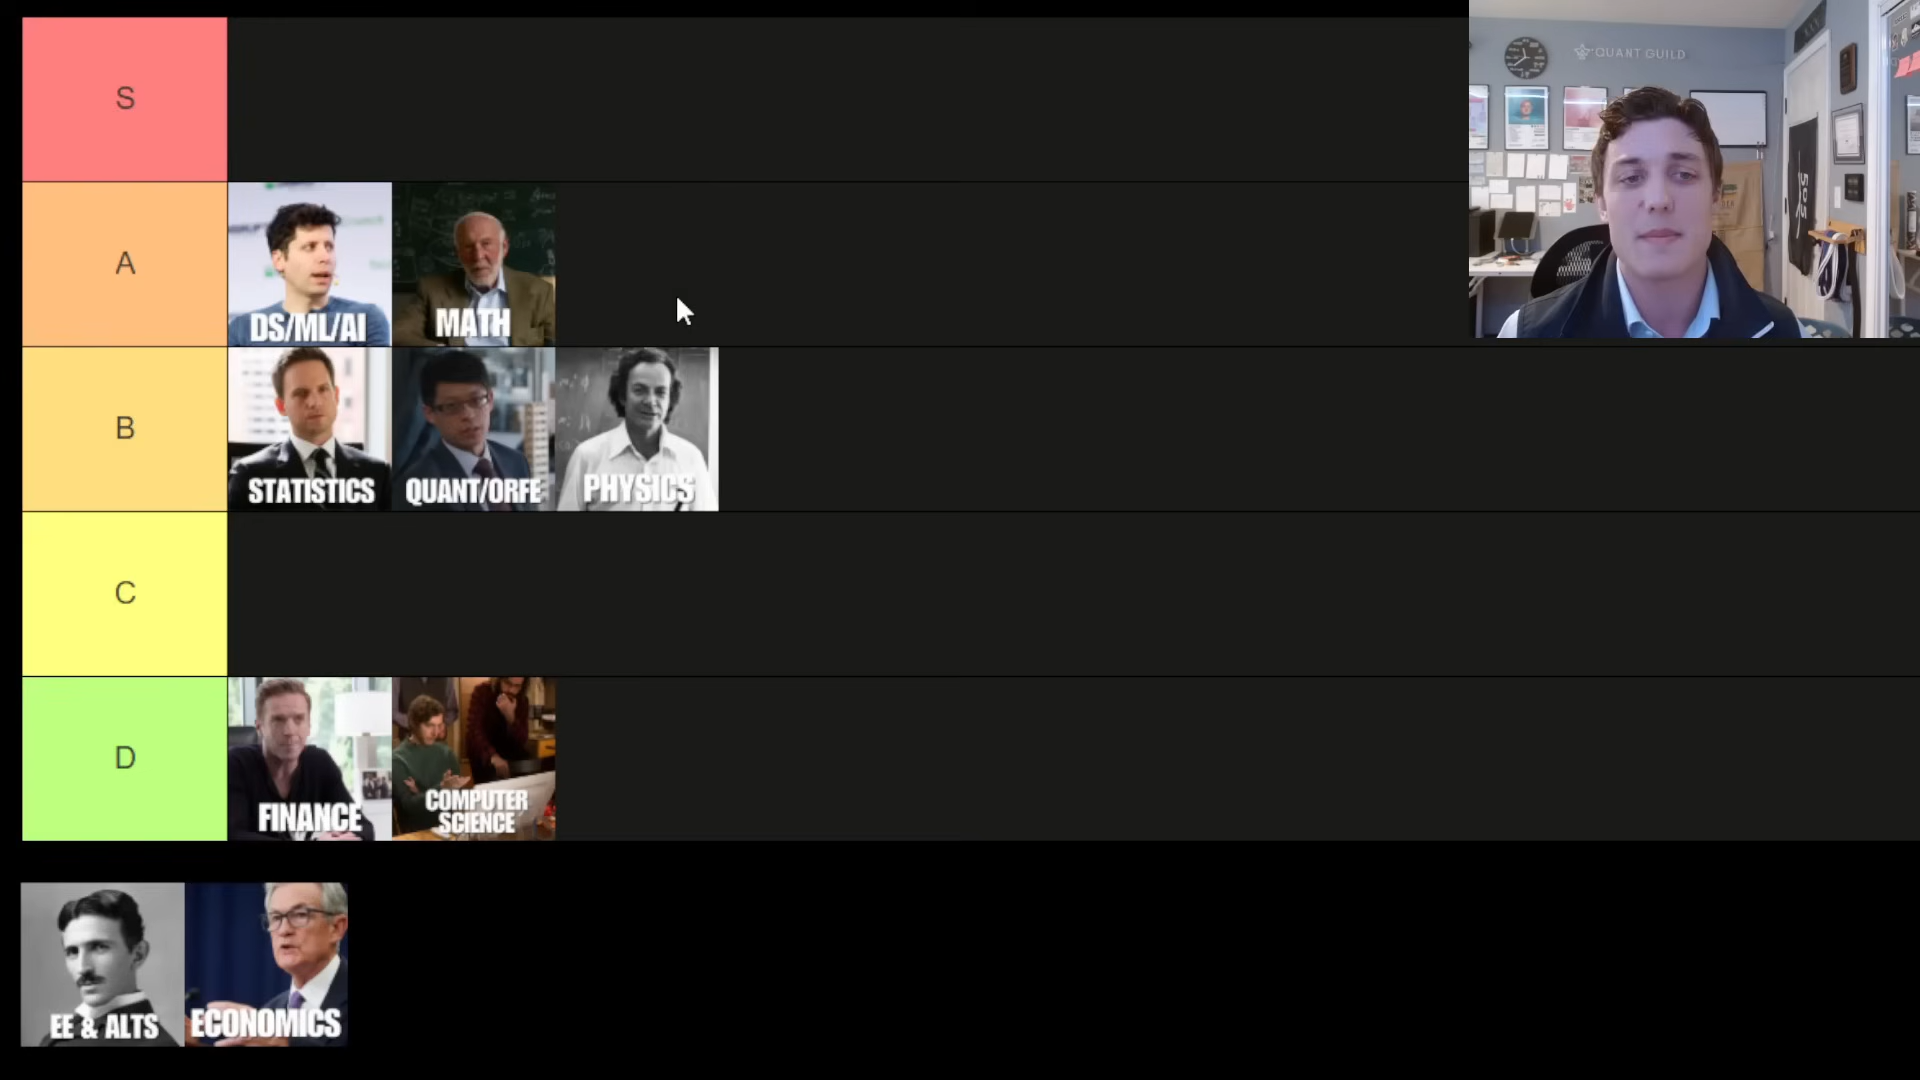 S
QUANT GUILD
A
DS/ML/AI
MATH
B
STATISTICS
QUANT/ORFE
PHYSICS
C
D
FINANCE
COMPUTER
SCIENCE
EE & ALTS
ECONOMICS